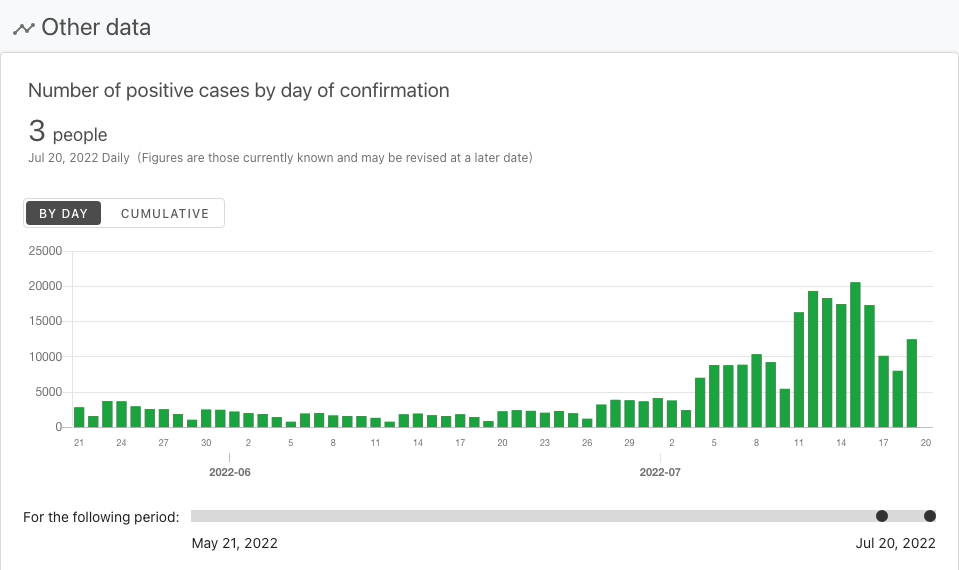 Other data
Number of positive cases by day of confirmation
3 people
Jul 20, 2022 Daily (Figures are those currently known and may be revised at a later date)
BY DAY CUMULATIVE
25000
20000
15000
10000
5000
0
21 24 27 30 2 5 8 11 14 17 20 23 26 29 2 5 8 11 14 17 20
2022-06 2022-07
For the following period:
May 21, 2022 Jul 20, 2022